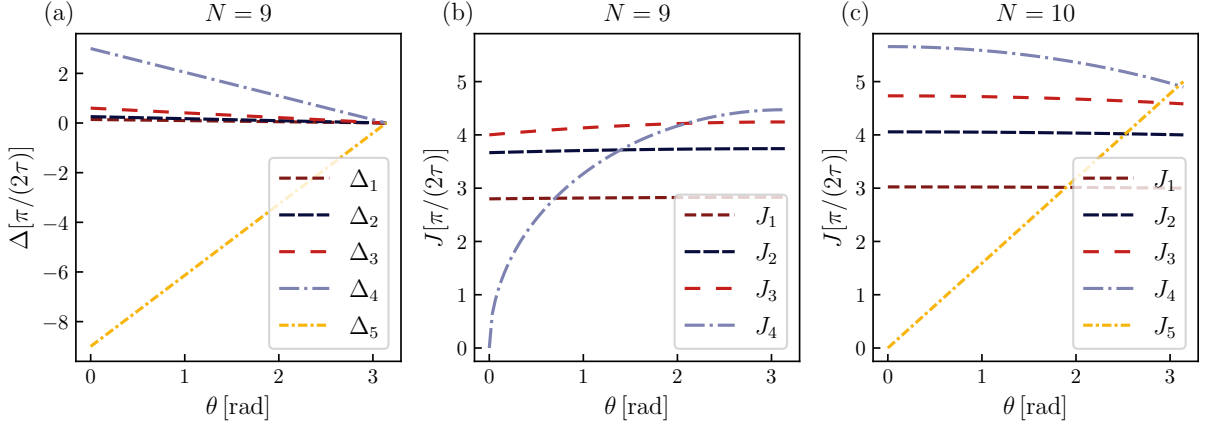 (a)
N = 9
Δ [π/(2τ)]
2
0
−2
−4
−6
−8
0
1
2
3
θ [rad]
Δ₁
Δ₂
Δ₃
Δ₄
Δ₅
(b)
N = 9
J [π/(2τ)]
5
4
3
2
1
0
0
1
2
3
θ [rad]
J₁
J₂
J₃
J₄
(c)
N = 10
J [π/(2τ)]
5
4
3
2
1
0
0
1
2
3
θ [rad]
J₁
J₂
J₃
J₄
J₅